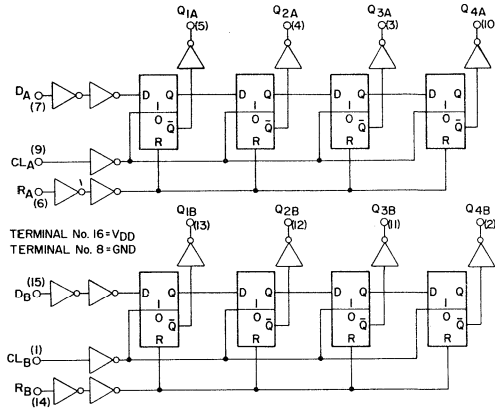 Q1A Q2A Q3A Q4A
(5) (4) (3) (10)
DA D Q D Q D Q D Q
(7) I I I I
(9) O Q̄ O Q̄ O Q̄ O Q̄
CLA R R R R
RA
(6)
Q1B Q2B Q3B Q4B
TERMINAL No. 16 = VDD (13) (12) (11) (2)
TERMINAL No. 8 = GND
(15)
DB D Q D Q D Q D Q
I I I I
(1) O Q̄ O Q̄ O Q̄ O Q̄
CLB R R R R
RB
(14)